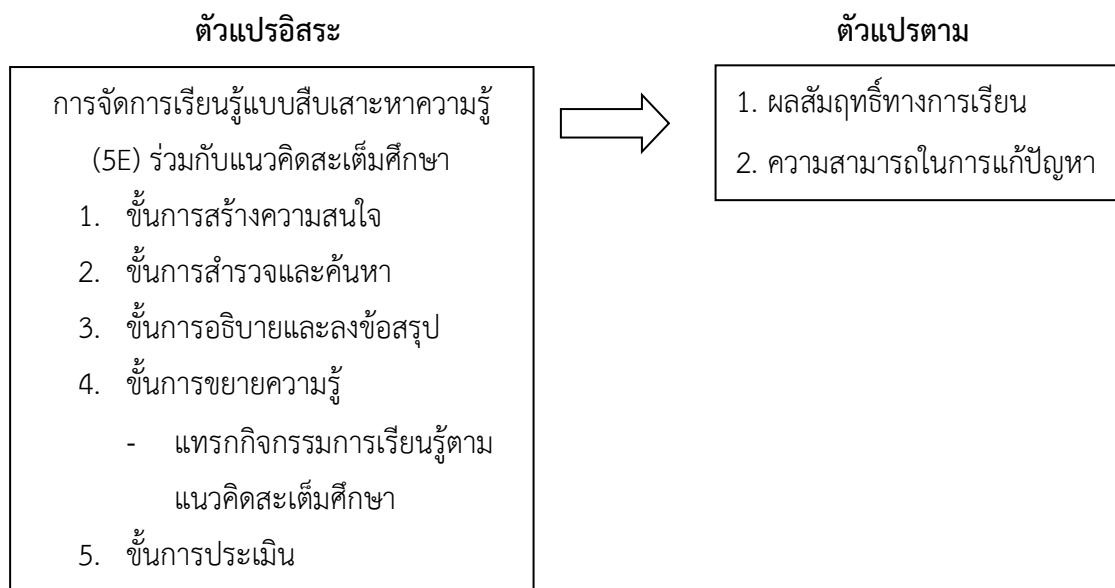 ตัวแปรอิสระ
การจัดการเรียนรู้แบบสืบเสาะหาความรู้
(5E) ร่วมกับแนวคิดสะเต็มศึกษา
1. ขั้นการสร้างความสนใจ
2. ขั้นการสำรวจและค้นหา
3. ขั้นการอธิบายและลงข้อสรุป
4. ขั้นการขยายความรู้
- แทรกกิจกรรมการเรียนรู้ตาม
แนวคิดสะเต็มศึกษา
5. ขั้นการประเมิน
ตัวแปรตาม
1. ผลสัมฤทธิ์ทางการเรียน
2. ความสามารถในการแก้ปัญหา